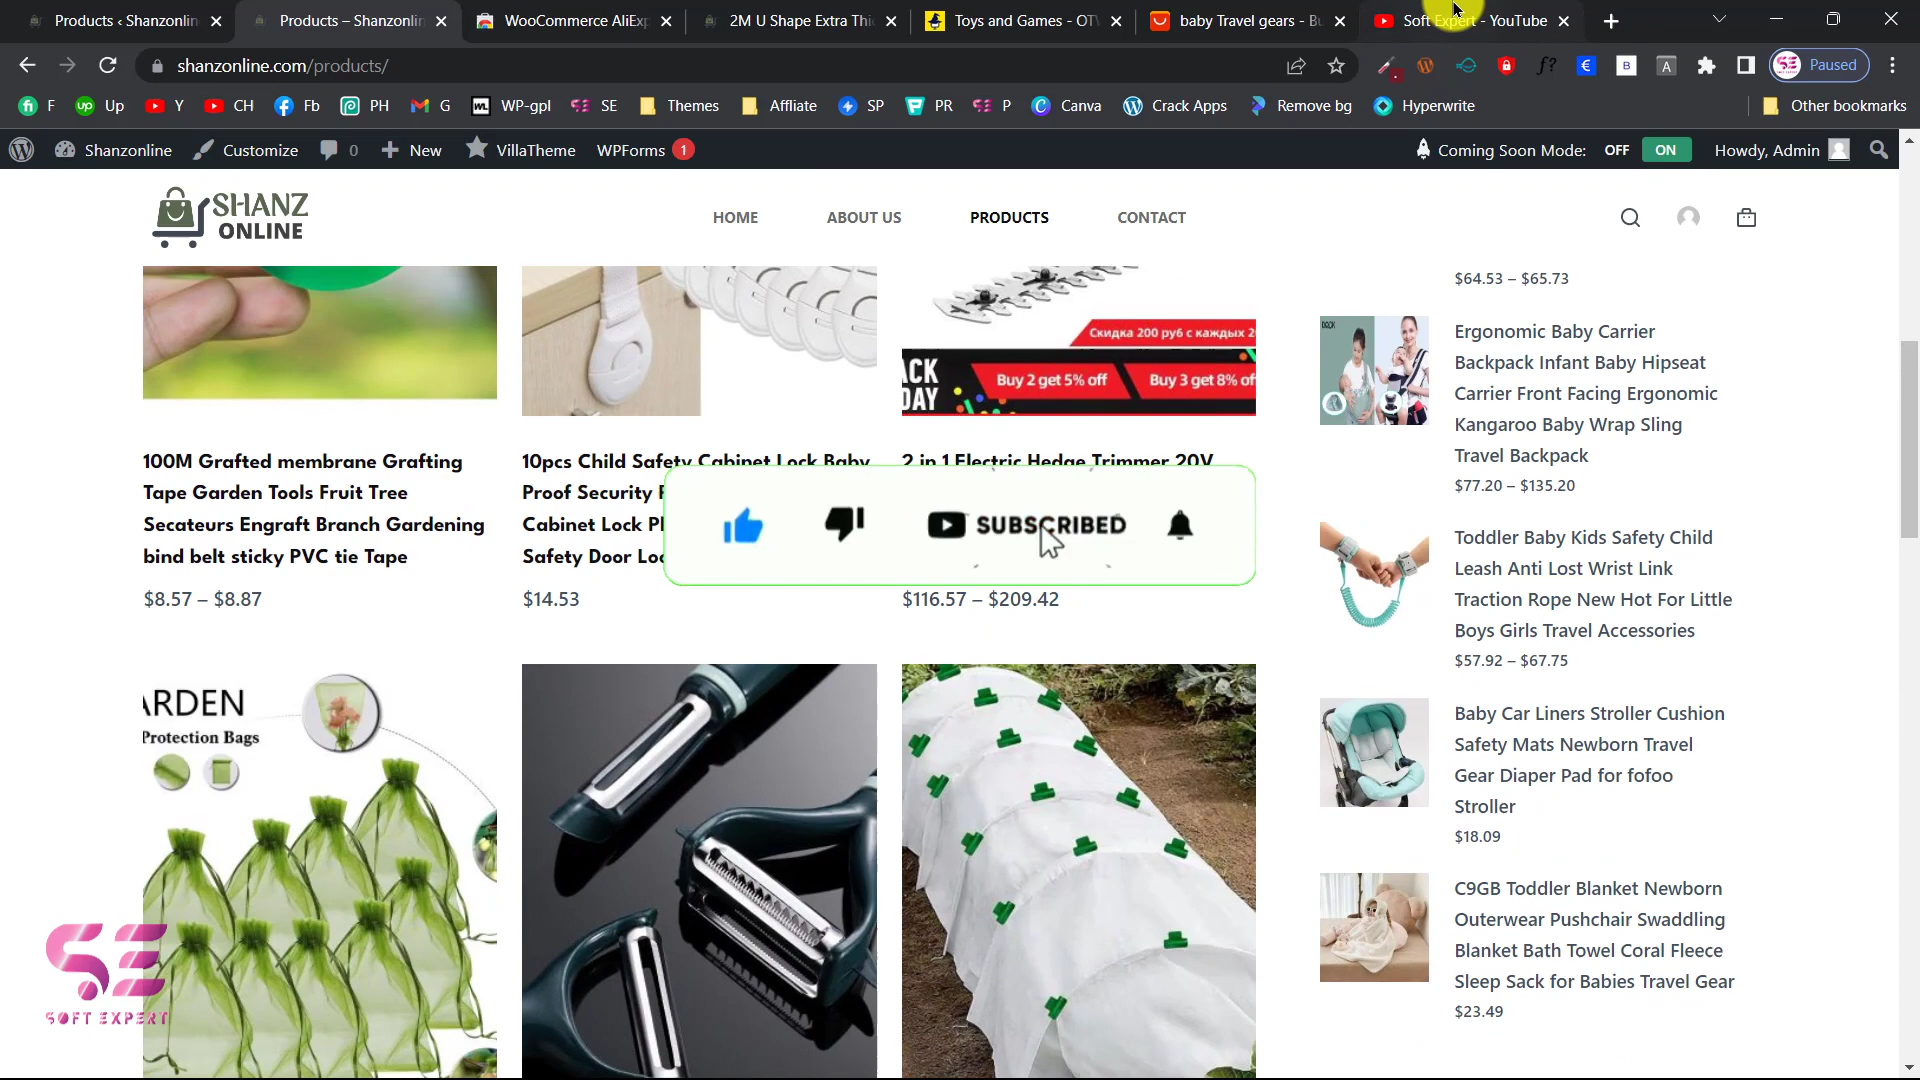 Products ‹ Shanzonlin
Products – Shanzonlin
WooCommerce AliEx
2M U Shape Extra Thi
Toys and Games - OT
baby Travel gears - Bu
Soft Expert - YouTube
shanzonline.com/products/
Paused
F
Up
Y
CH
Fb
PH
G
WP-gpl
SE
Themes
Affliate
SP
PR
P
Canva
Crack Apps
Remove bg
Hyperwrite
Other bookmarks
Shanzonline
Customize
0
New
VillaTheme
WPForms 1
Coming Soon Mode: OFF ON
Howdy, Admin
SHANZ
ONLINE
HOME
ABOUT US
PRODUCTS
CONTACT
Скидка 200 руб с каждых 2
ACK
DAY
Buy 2 get 5% off
Buy 3 get 8% of
100M Grafted membrane Grafting
Tape Garden Tools Fruit Tree
Secateurs Engraft Branch Gardening
bind belt sticky PVC tie Tape
$8.57 – $8.87
10pcs Child Safety Cabinet Lock Baby
Proof Security
Cabinet Lock Pl
Safety Door Loc
$14.53
2 in 1 Electric Hedge Trimmer 20V
$116.57 – $209.42
SUBSCRIBED
ARDEN
Protection Bags
$64.53 – $65.73
Ergonomic Baby Carrier
Backpack Infant Baby Hipseat
Carrier Front Facing Ergonomic
Kangaroo Baby Wrap Sling
Travel Backpack
$77.20 – $135.20
Toddler Baby Kids Safety Child
Leash Anti Lost Wrist Link
Traction Rope New Hot For Little
Boys Girls Travel Accessories
$57.92 – $67.75
Baby Car Liners Stroller Cushion
Safety Mats Newborn Travel
Gear Diaper Pad for fofoo
Stroller
$18.09
C9GB Toddler Blanket Newborn
Outerwear Pushchair Swaddling
Blanket Bath Towel Coral Fleece
Sleep Sack for Babies Travel Gear
$23.49
SE
SOFT EXPERT